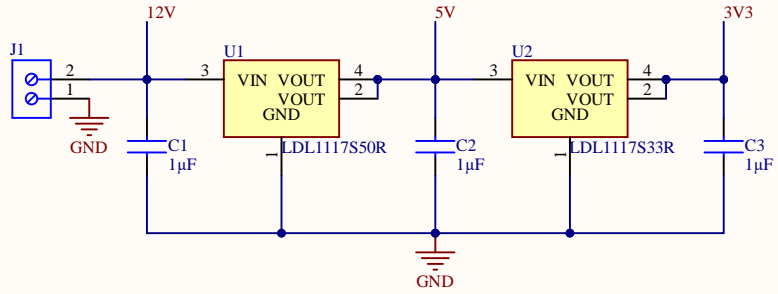 12V
5V
3V3
J1
U1
U2
2
3
VIN
VOUT
4
3
VIN
VOUT
4
1
VOUT
2
VOUT
2
GND
GND
GND
1
C1
1µF
LDL1117S50R
C2
1µF
1
LDL1117S33R
C3
1µF
1
GND